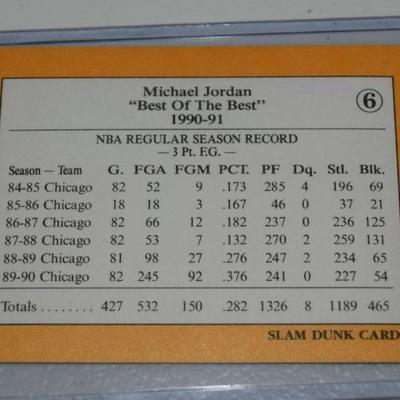 Michael Jordan
"Best Of The Best" 6
1990-91
NBA REGULAR SEASON RECORD
— 3 Pt. F.G. —
Season — Team G. FGA FGM PCT. PF Dq. Stl. Blk.
84-85 Chicago 82 52 9 .173 285 4 196 69
85-86 Chicago 18 18 3 .167 46 0 37 21
86-87 Chicago 82 66 12 .182 237 0 236 125
87-88 Chicago 82 53 7 .132 270 2 259 131
88-89 Chicago 81 98 27 .276 247 2 234 65
89-90 Chicago 82 245 92 .376 241 0 227 54
Totals ........ 427 532 150 .282 1326 8 1189 465
SLAM DUNK CARD